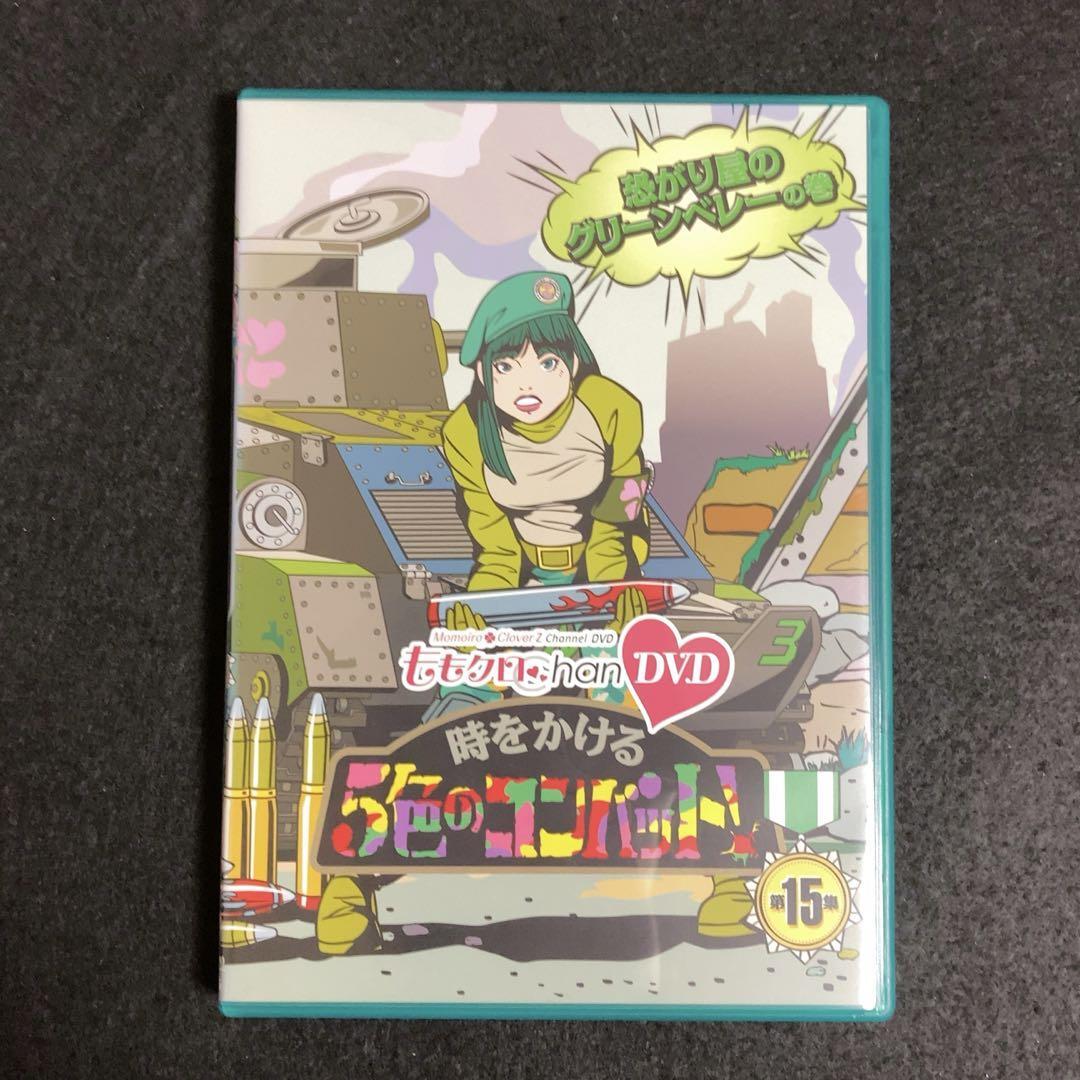 恐がり屋の
グリーンベレーの巻
3
Momoiro Clover Z Channel DVD
ももクロChan DVD
時をかける
5色のコンバット!
第15集